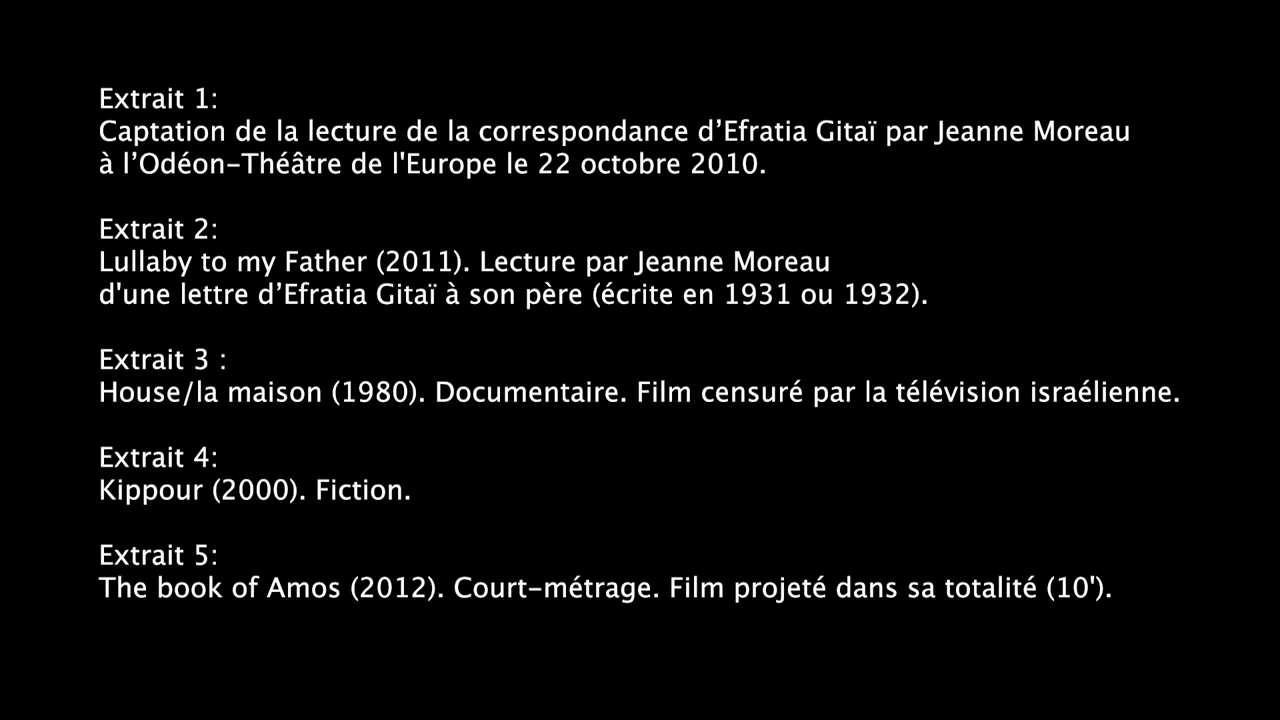 Extrait 1:
Captation de la lecture de la correspondance d’Efratia Gitaï par Jeanne Moreau
à l’Odéon–Théâtre de l'Europe le 22 octobre 2010.
Extrait 2:
Lullaby to my Father (2011). Lecture par Jeanne Moreau
d'une lettre d’Efratia Gitaï à son père (écrite en 1931 ou 1932).
Extrait 3 :
House/la maison (1980). Documentaire. Film censuré par la télévision israélienne.
Extrait 4:
Kippour (2000). Fiction.
Extrait 5:
The book of Amos (2012). Court–métrage. Film projeté dans sa totalité (10').